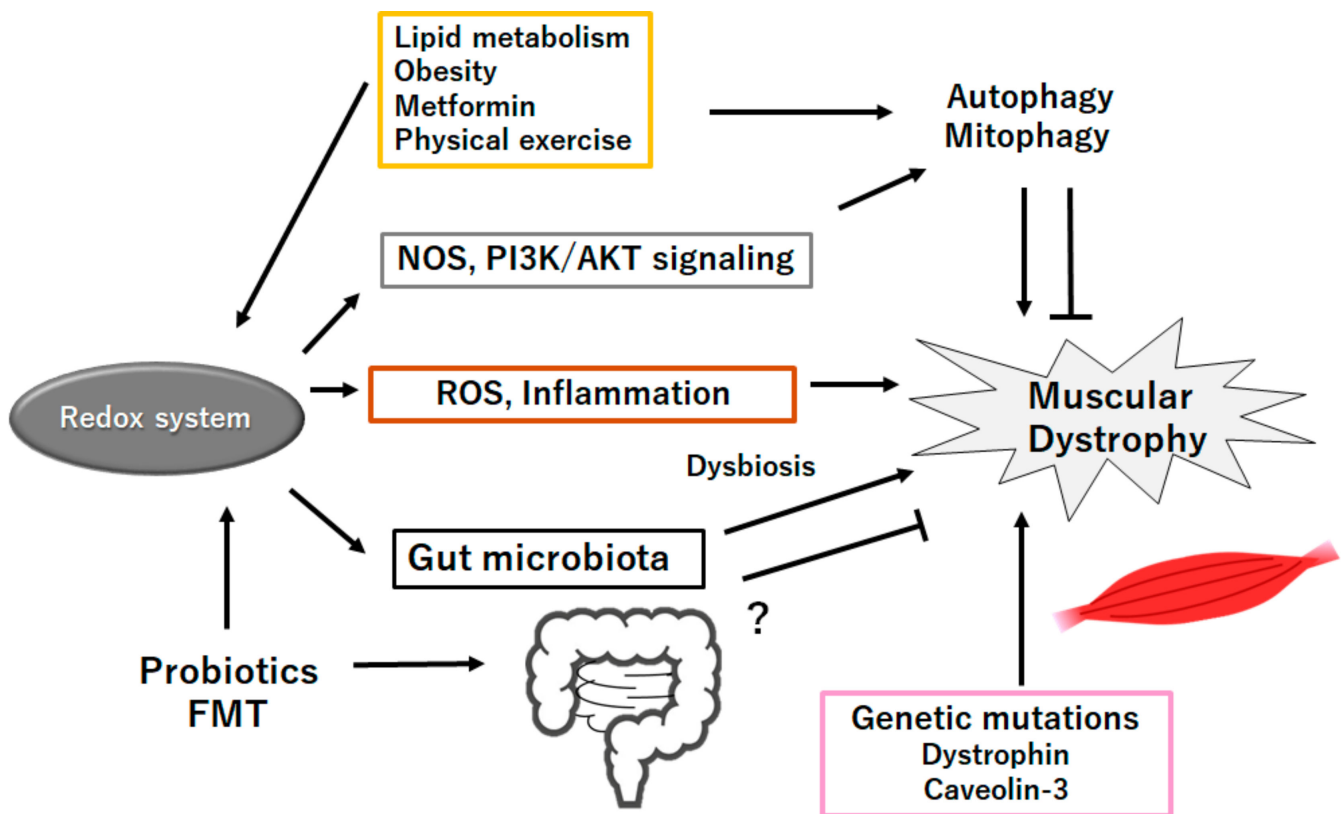 Lipid metabolism
Obesity
Metformin
Physical exercise
Autophagy
Mitophagy
NOS, PI3K/AKT signaling
Redox system
ROS, Inflammation
Muscular
Dystrophy
Dysbiosis
Gut microbiota
?
Probiotics
FMT
Genetic mutations
Dystrophin
Caveolin-3